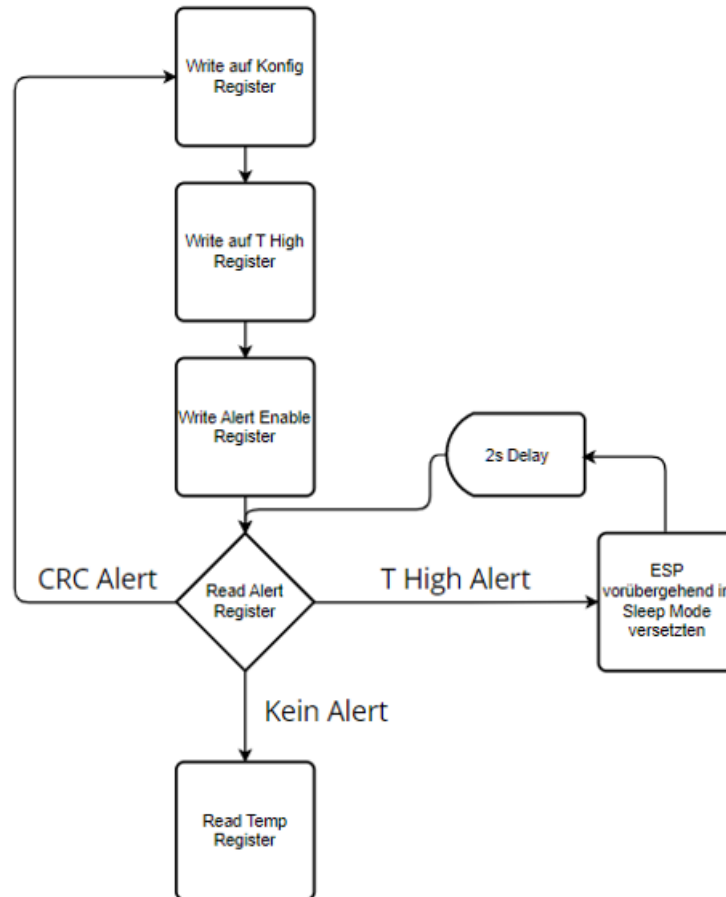 Write auf Konfig
Register
Write auf T High
Register
Write Alert Enable
Register
2s Delay
CRC Alert
Read Alert
Register
T High Alert
ESP
vorübergehend in
Sleep Mode
versetzten
Kein Alert
Read Temp
Register